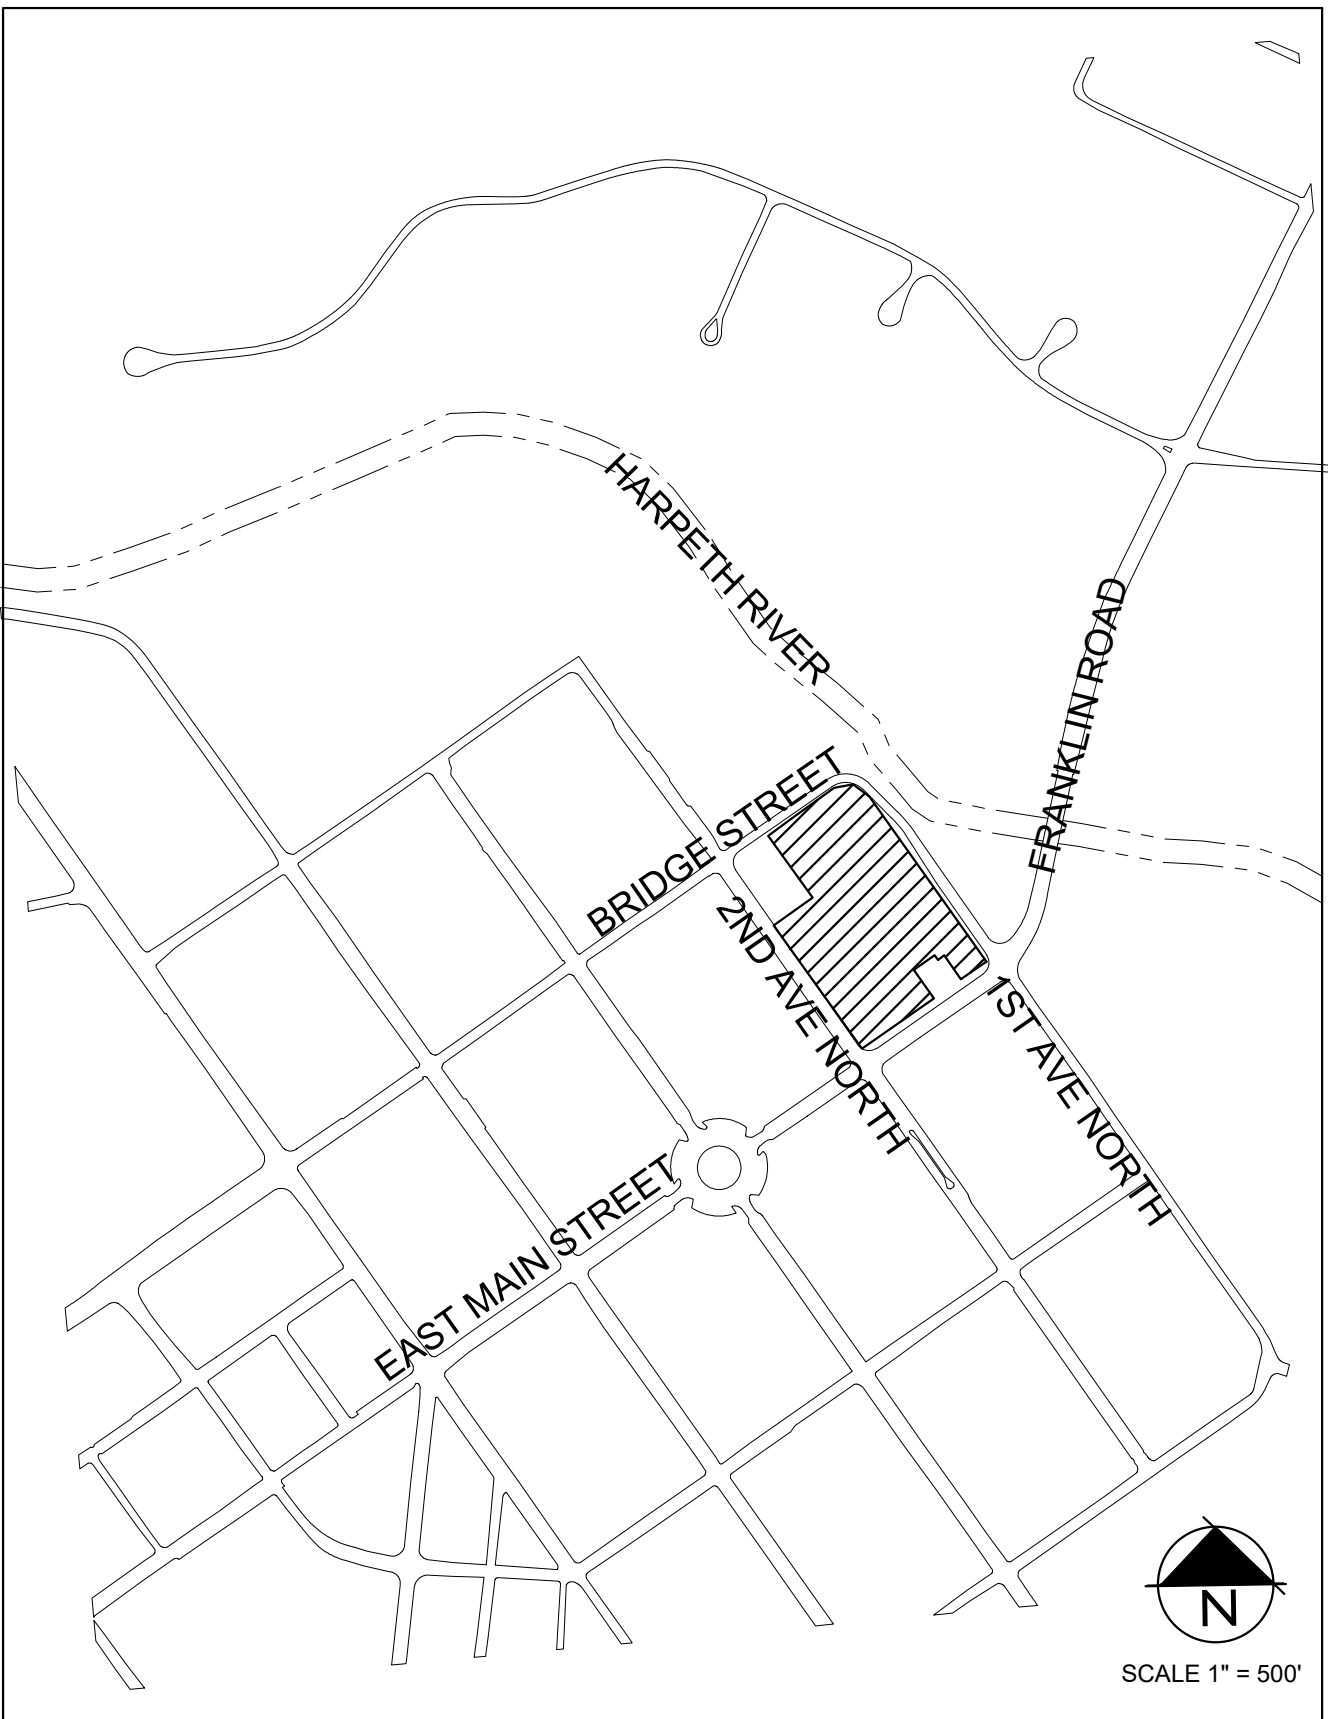 HARPETH RIVER
FRANKLIN ROAD
BRIDGE STREET
2ND AVE NORTH
1ST AVE NORTH
EAST MAIN STREET
N
SCALE 1" = 500'